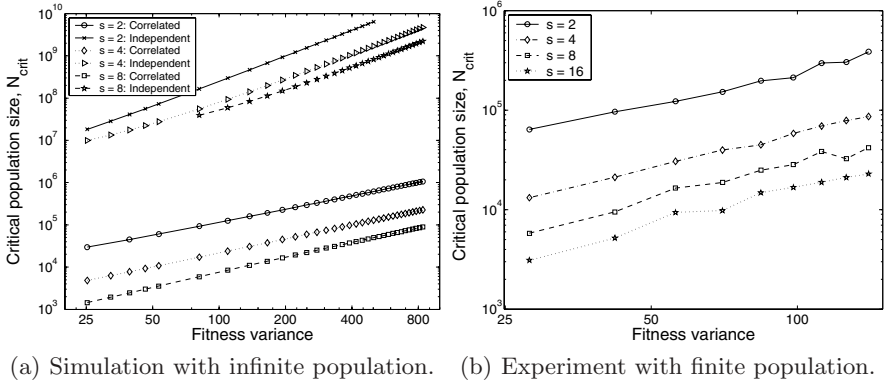 10^10
10^9
10^8
10^7
10^6
10^5
10^4
10^3
Critical population size, N_crit
s = 2: Correlated
s = 2: Independent
s = 4: Correlated
s = 4: Independent
s = 8: Correlated
s = 8: Independent
25 50 100 200 400 800
Fitness variance
(a) Simulation with infinite population.
10^6
10^5
10^4
10^3
Critical population size, N_crit
s = 2
s = 4
s = 8
s = 16
25 50 100
Fitness variance
(b) Experiment with finite population.